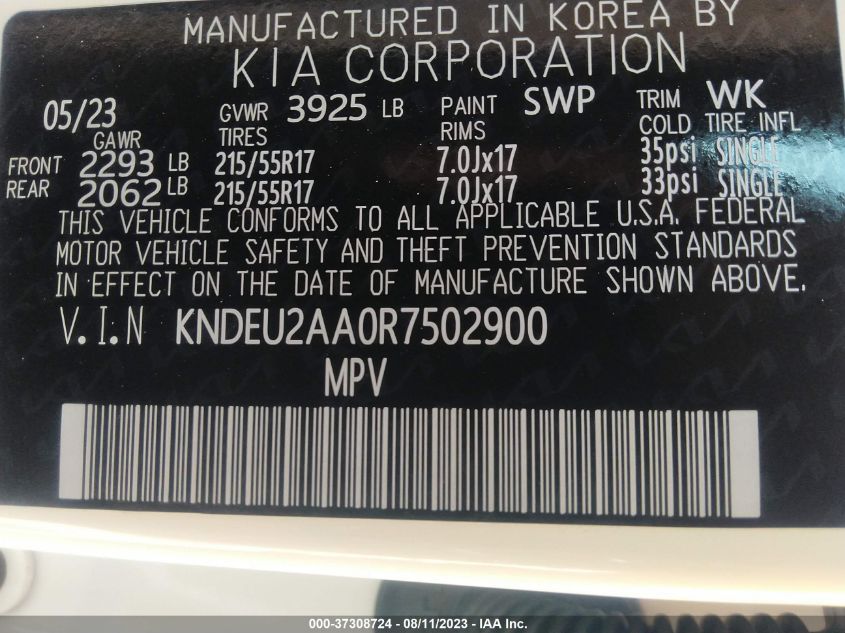 MANUFACTURED IN KOREA BY
KIA CORPORATION
05/23 GVWR 3925 LB PAINT SWP TRIM WK
GAWR TIRES RIMS COLD TIRE INFL
FRONT 2293 LB 215/55R17 7.0Jx17 35psi SINGLE
REAR 2062 LB 215/55R17 7.0Jx17 33psi SINGLE
THIS VEHICLE CONFORMS TO ALL APPLICABLE U.S.A. FEDERAL
MOTOR VEHICLE SAFETY AND THEFT PREVENTION STANDARDS
IN EFFECT ON THE DATE OF MANUFACTURE SHOWN ABOVE.
V.I.N KNDEU2AA0R7502900
MPV
000-37308724 - 08/11/2023 - IAA Inc.